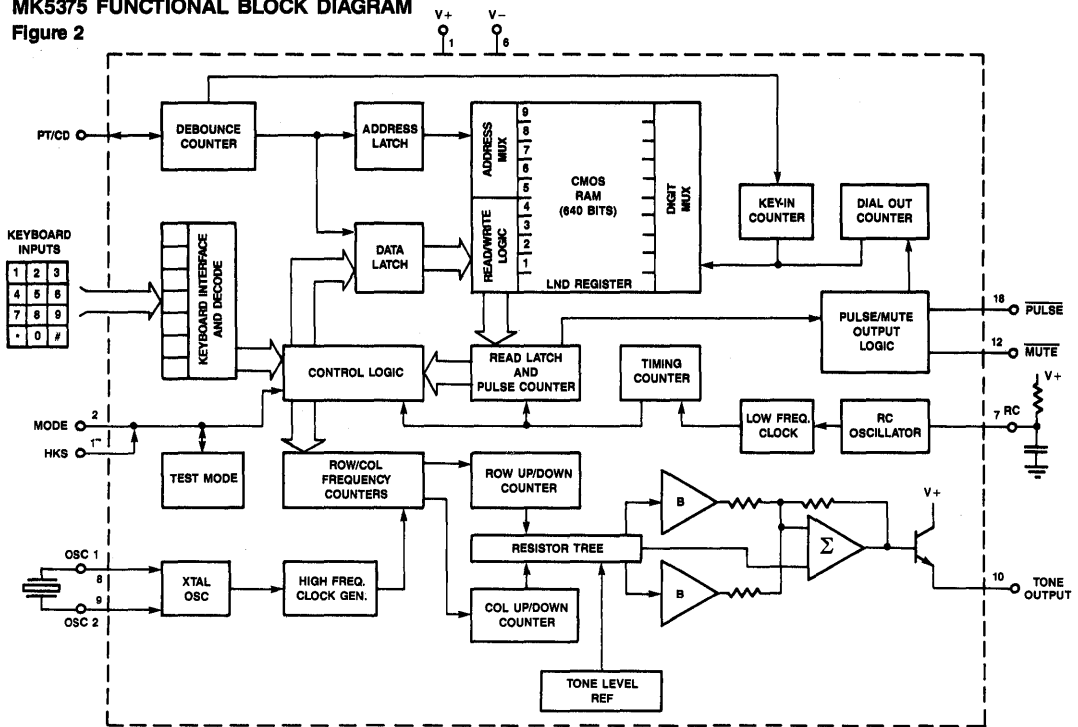 MK5375 FUNCTIONAL BLOCK DIAGRAM
Figure 2
V+
1
V-
6
PT/CD
DEBOUNCE
COUNTER
ADDRESS
LATCH
ADDRESS
MUX
9
8
7
6
5
4
3
2
1
CMOS
RAM
(640 BITS)
DIGIT
MUX
KEY-IN
COUNTER
DIAL OUT
COUNTER
KEYBOARD
INPUTS
1 2 3
4 5 6
7 8 9
* 0 #
KEYBOARD INTERFACE
AND DECODE
DATA
LATCH
READ/WRITE
LOGIC
LND REGISTER
PULSE/MUTE
OUTPUT
LOGIC
18
PULSE
12
MUTE
CONTROL LOGIC
READ LATCH
AND
PULSE COUNTER
TIMING
COUNTER
V+
MODE
2
HKS
TEST MODE
LOW FREQ.
CLOCK
RC
OSCILLATOR
7 RC
ROW/COL
FREQUENCY
COUNTERS
ROW UP/DOWN
COUNTER
B
Σ
V+
RESISTOR TREE
OSC 1
8
9
OSC 2
XTAL
OSC
HIGH FREQ.
CLOCK GEN.
COL UP/DOWN
COUNTER
B
10
TONE
OUTPUT
TONE LEVEL
REF